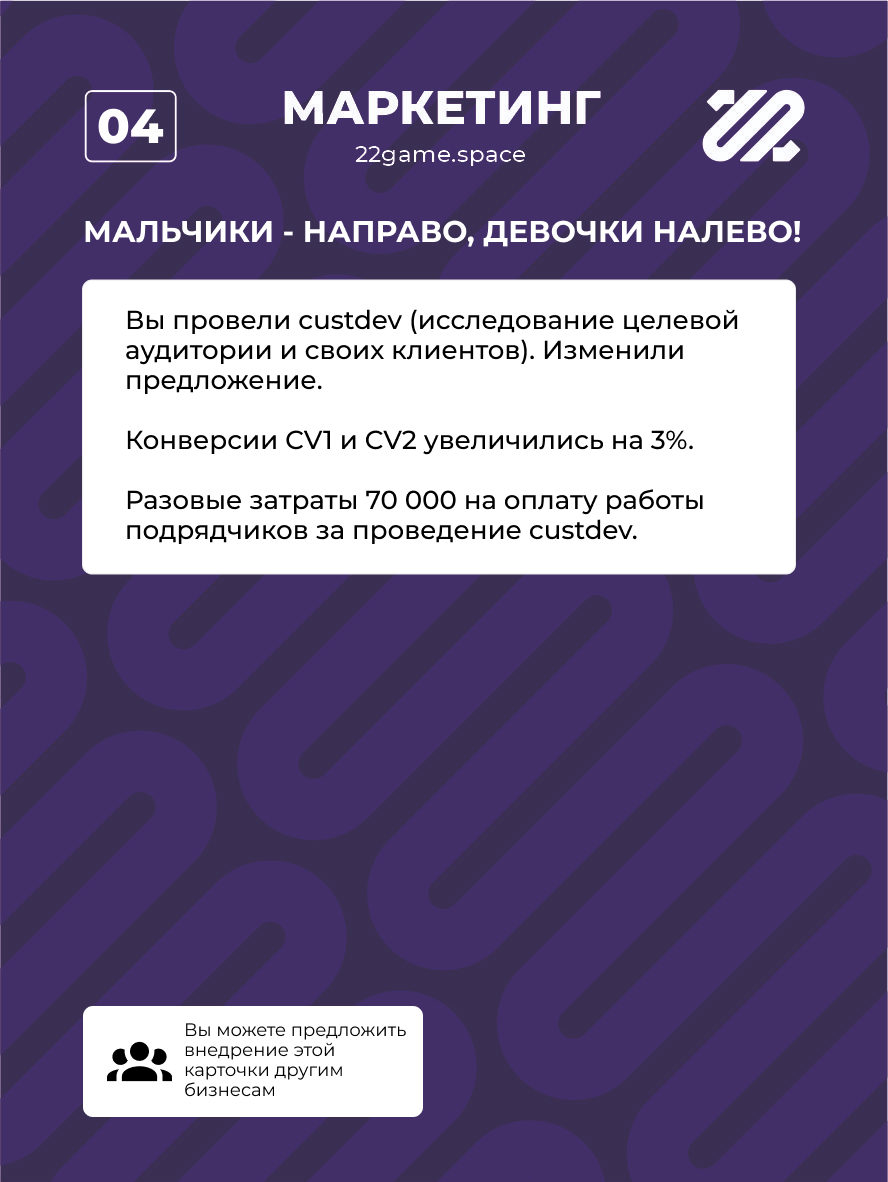 04
МАРКЕТИНГ
22game.space
МАЛЬЧИКИ - НАПРАВО, ДЕВОЧКИ НАЛЕВО!
Вы провели custdev (исследование целевой
аудитории и своих клиентов). Изменили
предложение.
Конверсии CV1 и CV2 увеличились на 3%.
Разовые затраты 70 000 на оплату работы
подрядчиков за проведение custdev.
Вы можете предложить
внедрение этой
карточки другим
бизнесам